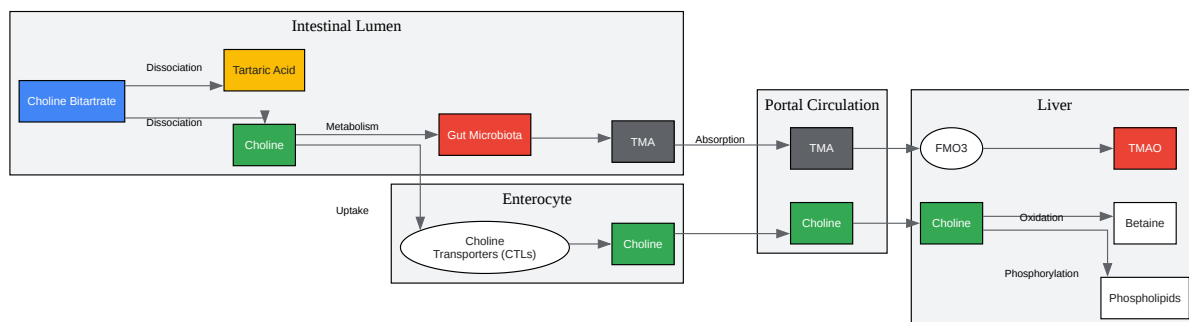 Intestinal Lumen
Dissociation
Tartaric Acid
Choline Bitartrate
Dissociation
Choline
Metabolism
Gut Microbiota
TMA
Absorption
Uptake
Enterocyte
Choline
Transporters (CTLs)
Choline
Portal Circulation
TMA
Choline
Liver
FMO3
TMAO
Choline
Oxidation
Betaine
Phosphorylation
Phospholipids